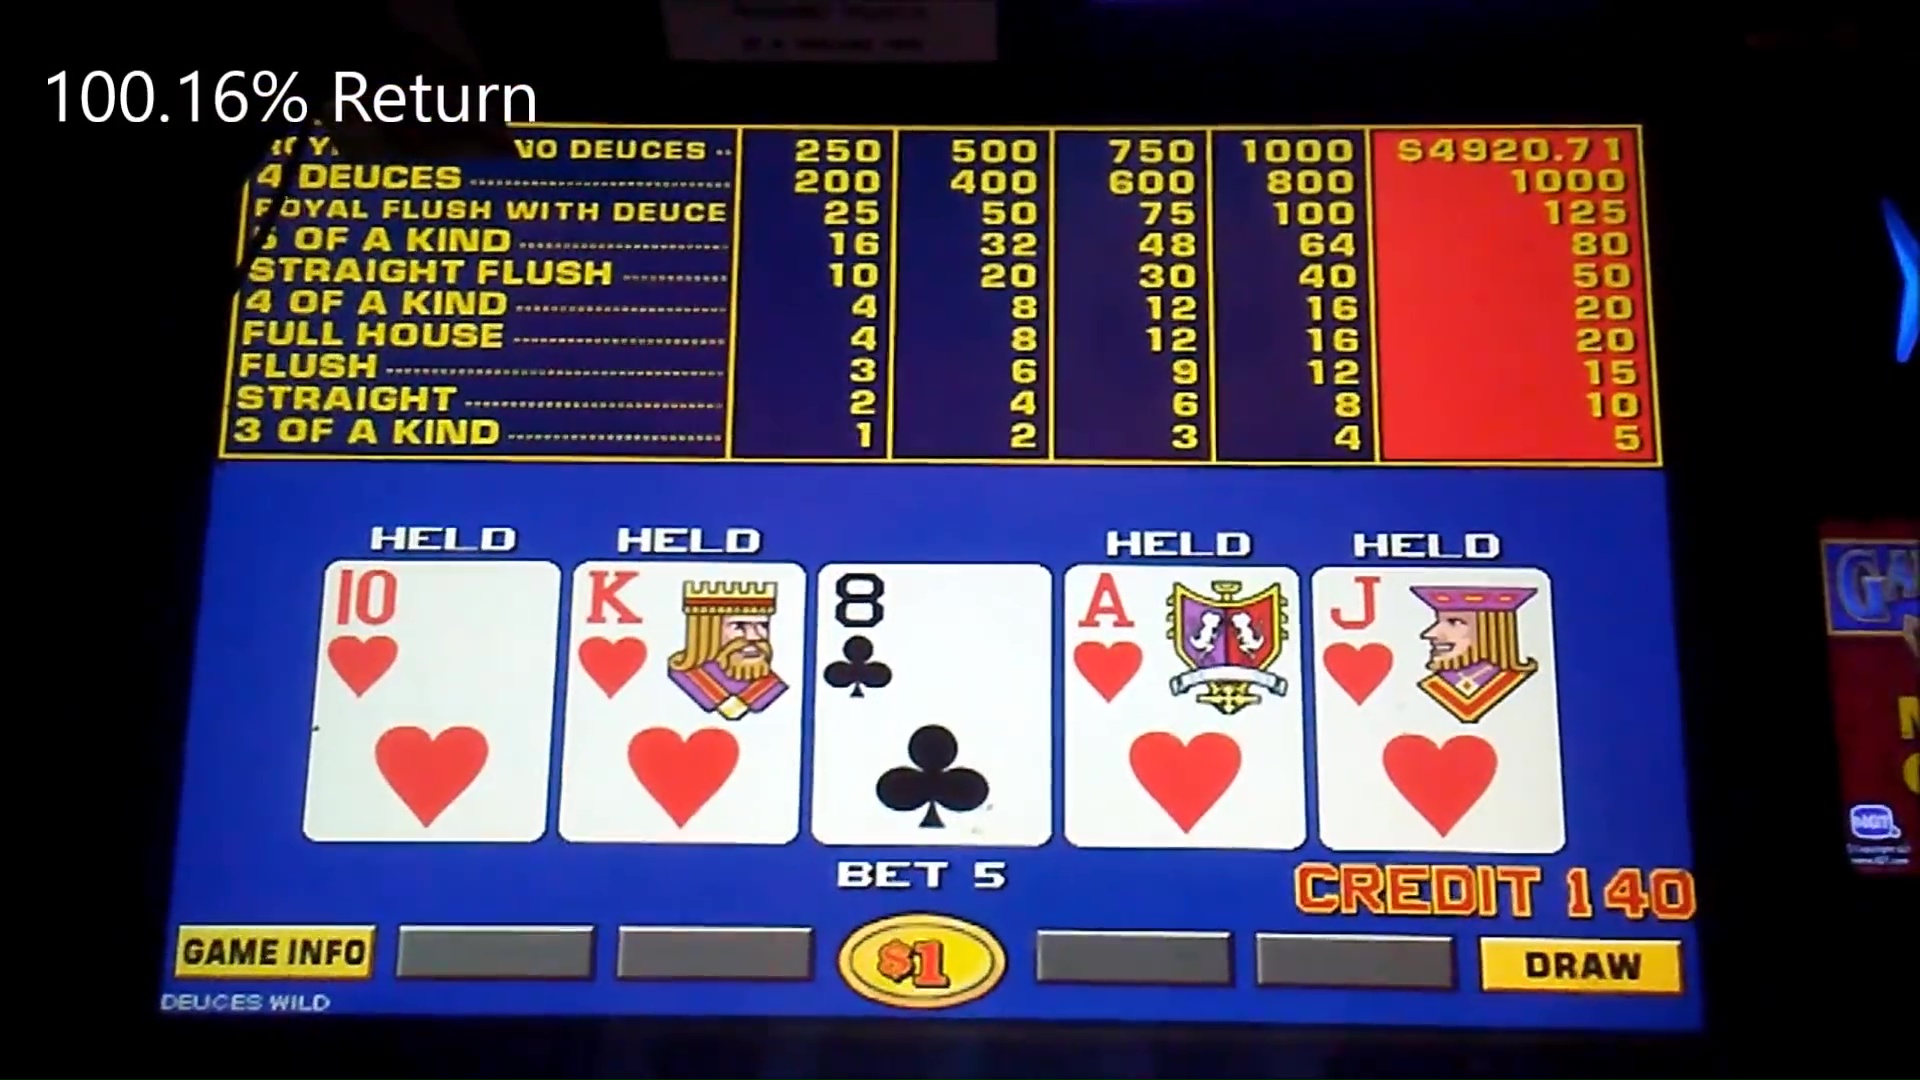 100.16% Return
NO DEUCES 250 500 750 1000 $4920.71
4 DEUCES 200 400 600 800 1000
ROYAL FLUSH WITH DEUCE 25 50 75 100 125
5 OF A KIND 16 32 48 64 80
STRAIGHT FLUSH 10 20 30 40 50
4 OF A KIND 4 8 12 16 20
FULL HOUSE 4 8 12 16 20
FLUSH 3 6 9 12 15
STRAIGHT 2 4 6 8 10
3 OF A KIND 1 2 3 4 5
HELD HELD HELD HELD
10 K 8 A J
BET 5 CREDIT 140
GAME INFO $1 DRAW
DEUCES WILD